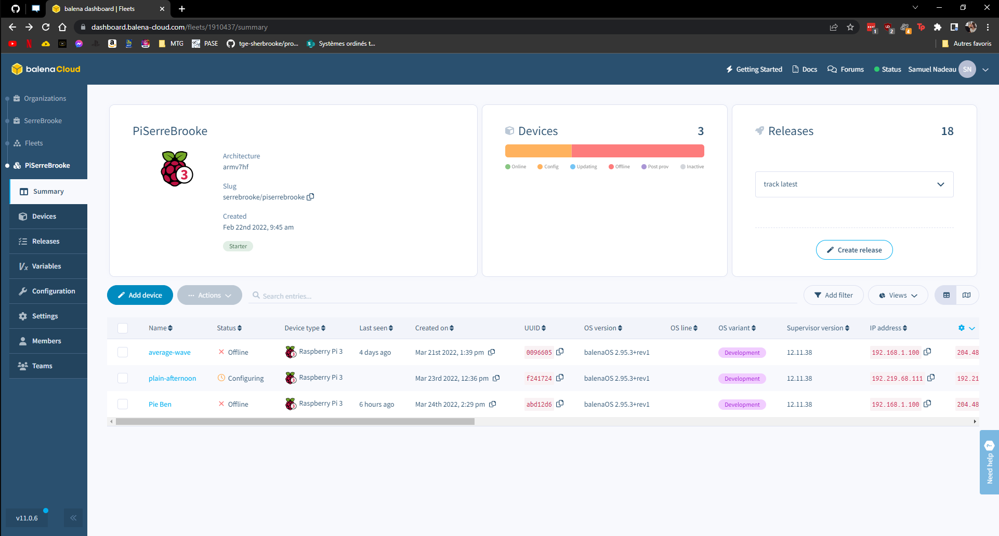 balena dashboard | Fleets
dashboard.balena-cloud.com/fleets/1910437/summary
1
2
4
Tp
MTG
PASE
tge-sherbrooke/pro...
S
Systèmes ordinés t...
Autres favoris
balenaCloud
Getting Started
Docs
Forums
Status
Samuel Nadeau
SN
Organizations
SerreBrooke
Fleets
PiSerreBrooke
Summary
Devices
Releases
Variables
Configuration
Settings
Members
Teams
v11.0.6
PiSerreBrooke
3
Architecture
armv7hf
Slug
serrebrooke/piserrebrooke
Created
Feb 22nd 2022, 9:45 am
Starter
Devices 3
Online Config Updating Offline Post prov Inactive
Releases 18
track latest
Create release
Add device
Actions
Search entries...
Add filter
Views
Name Status Device type Last seen Created on UUID OS version OS line OS variant Supervisor version IP address
average-wave Offline 3 Raspberry Pi 3 4 days ago Mar 21st 2022, 1:39 pm 0096605 balenaOS 2.95.3+rev1 Development 12.11.38 192.168.1.100 204.48
plain-afternoon Configuring 3 Raspberry Pi 3 Mar 23rd 2022, 12:36 pm f241724 balenaOS 2.95.3+rev1 Development 12.11.38 192.219.68.111 192.21
Pie Ben Offline 3 Raspberry Pi 3 6 hours ago Mar 24th 2022, 2:29 pm abd12d6 balenaOS 2.95.3+rev1 Development 12.11.38 192.168.1.100 204.48
Need help
?